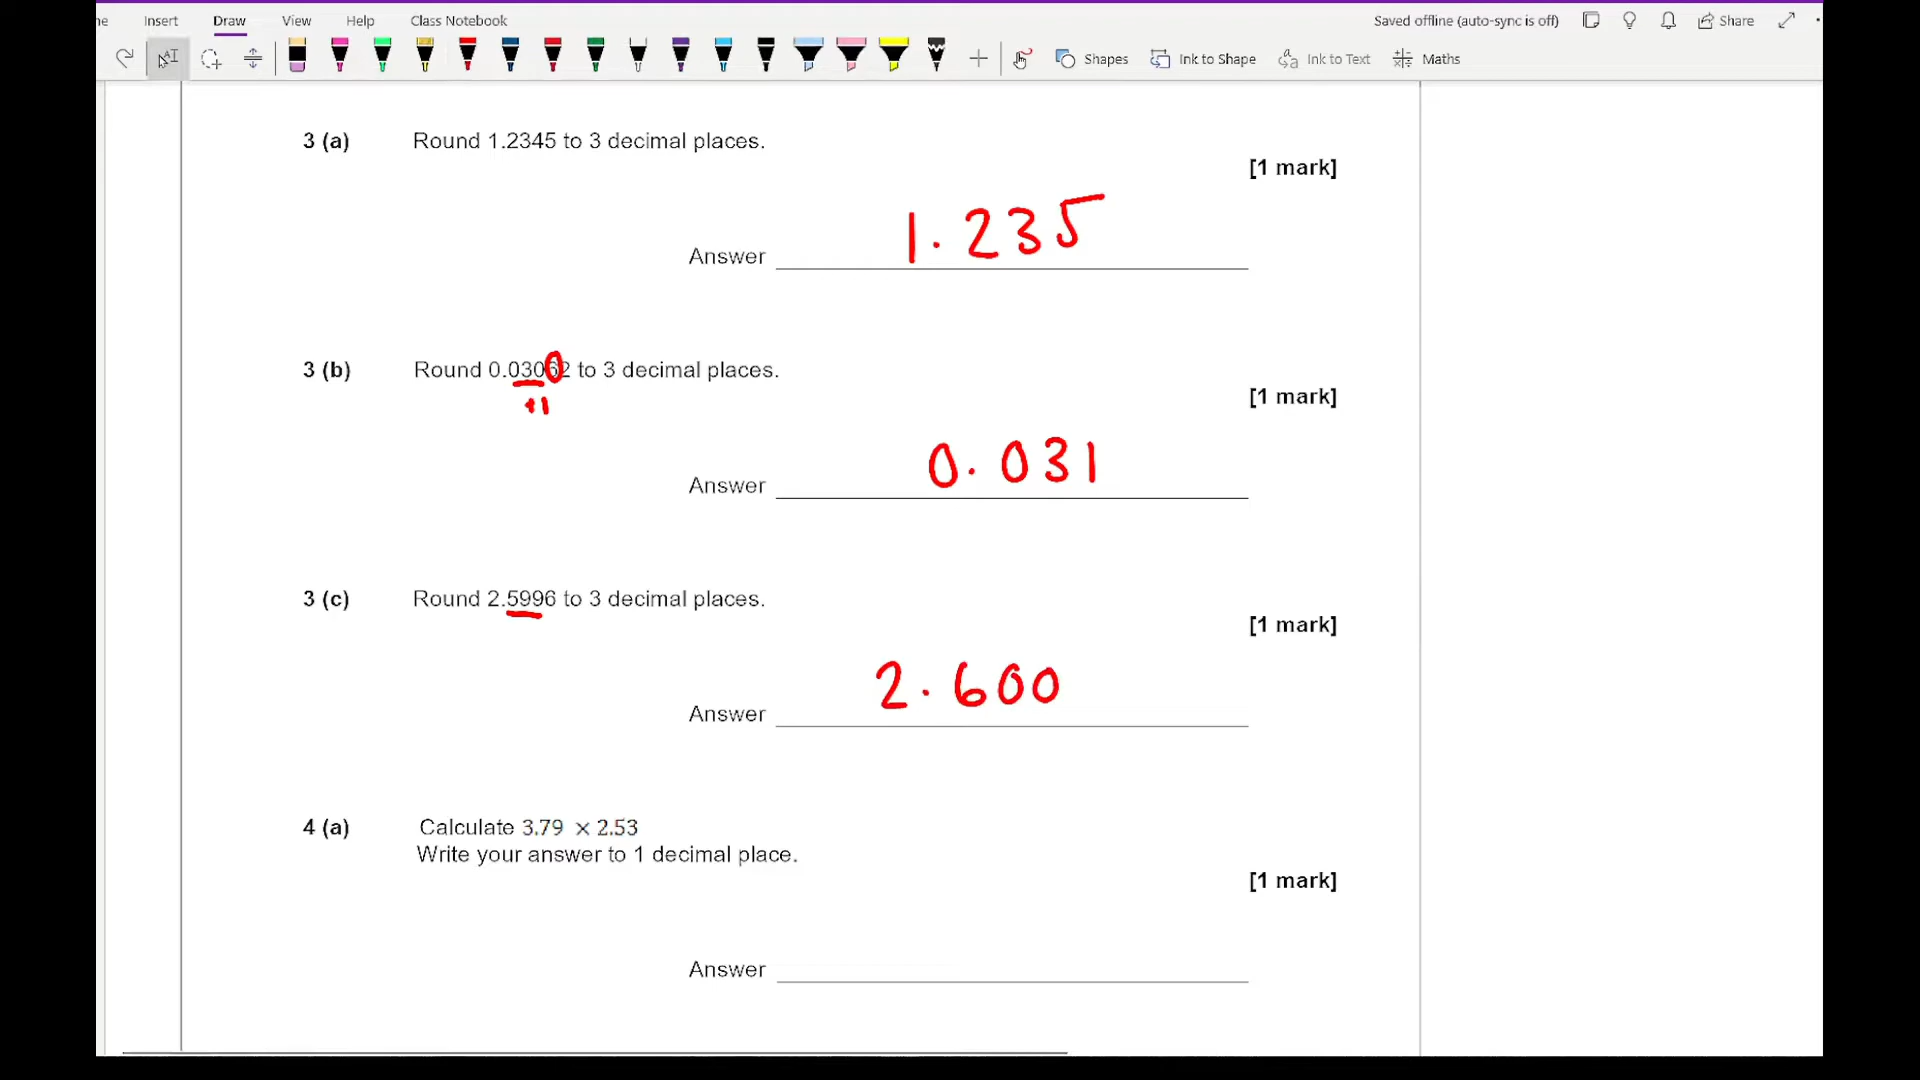 Insert Draw View Help Class Notebook Saved offline (auto-sync is off) Share
Shapes Ink to Shape Ink to Text Maths
3 (a) Round 1.2345 to 3 decimal places.
[1 mark]
1.235
Answer
3 (b) Round 0.03062 to 3 decimal places.
+1
[1 mark]
0.031
Answer
3 (c) Round 2.5996 to 3 decimal places.
[1 mark]
2.600
Answer
4 (a) Calculate 3.79 × 2.53
Write your answer to 1 decimal place.
[1 mark]
Answer